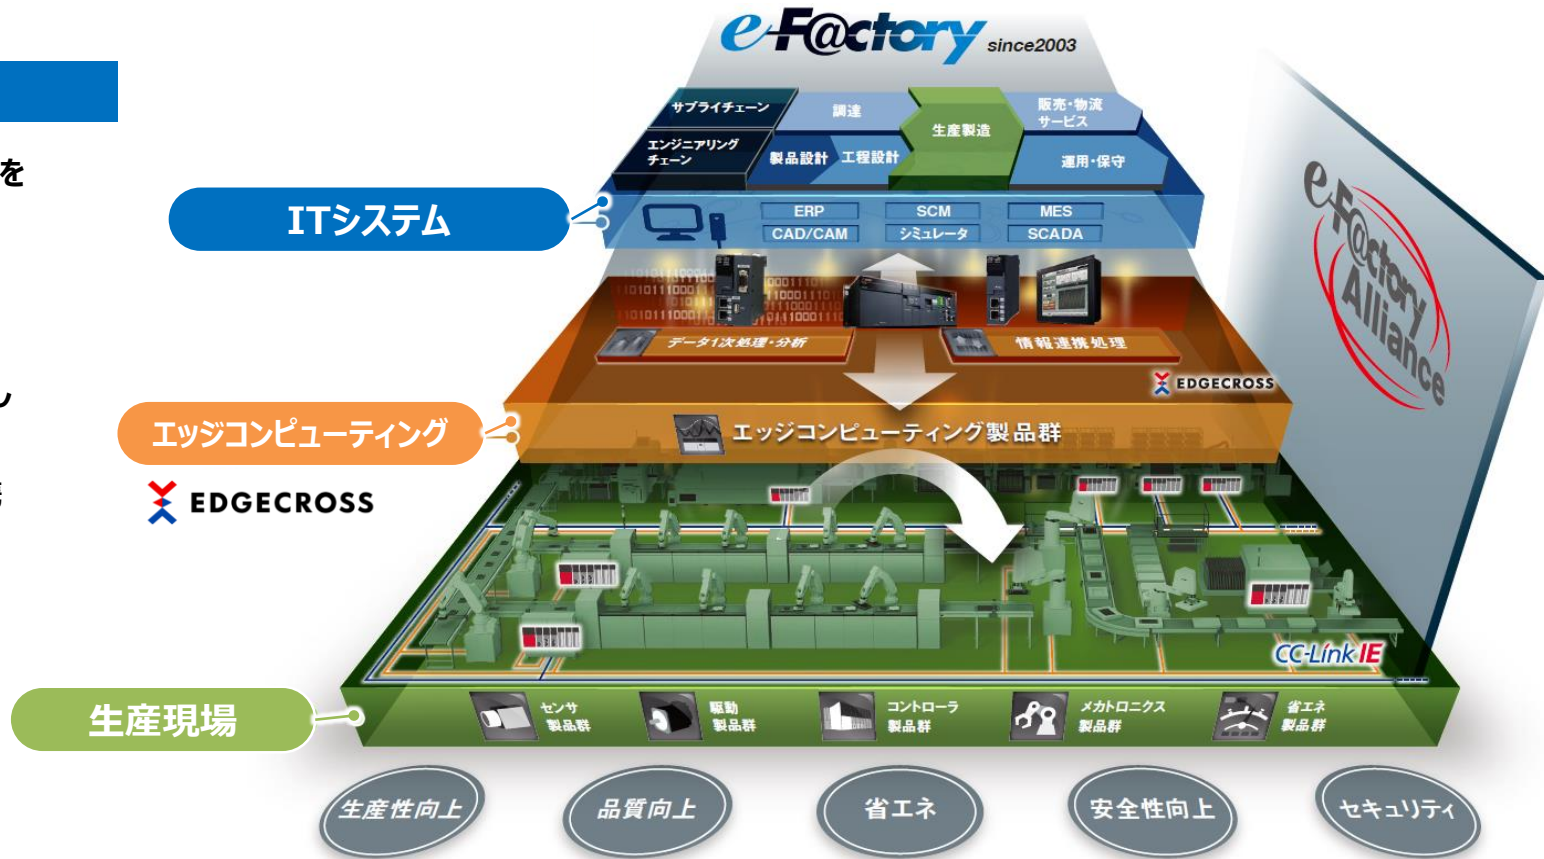 e-F@ctory since2003
サプライチェーン
調達
生産製造
販売・物流
サービス
エンジニアリング
チェーン
製品設計
工程設計
運用・保守
を
ITシステム
ERP
SCM
MES
CAD/CAM
シミュレータ
SCADA
e-F@ctory
Alliance
データ1次処理・分析
情報連携処理
EDGECROSS
し
エッジコンピューティング
エッジコンピューティング製品群
EDGECROSS
CC-Link IE
生産現場
センサ
製品群
駆動
製品群
コントローラ
製品群
メカトロニクス
製品群
省エネ
製品群
生産性向上
品質向上
省エネ
安全性向上
セキュリティ